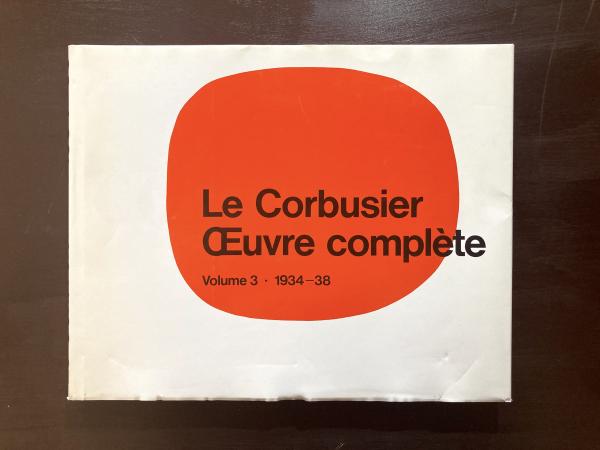 Le Corbusier
Œuvre complète
Volume 3 · 1934–38